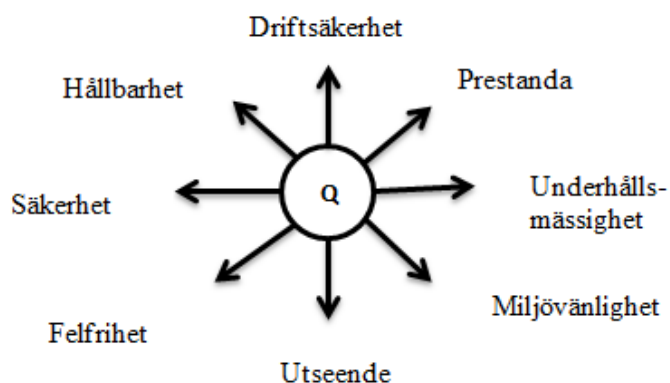 Driftsäkerhet
Hållbarhet
Prestanda
Säkerhet
Q
Underhålls-
mässighet
Felfrihet
Miljövänlighet
Utseende